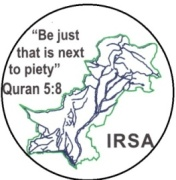 “Be just
that is next
to piety”
Quran 5:8
IRSA